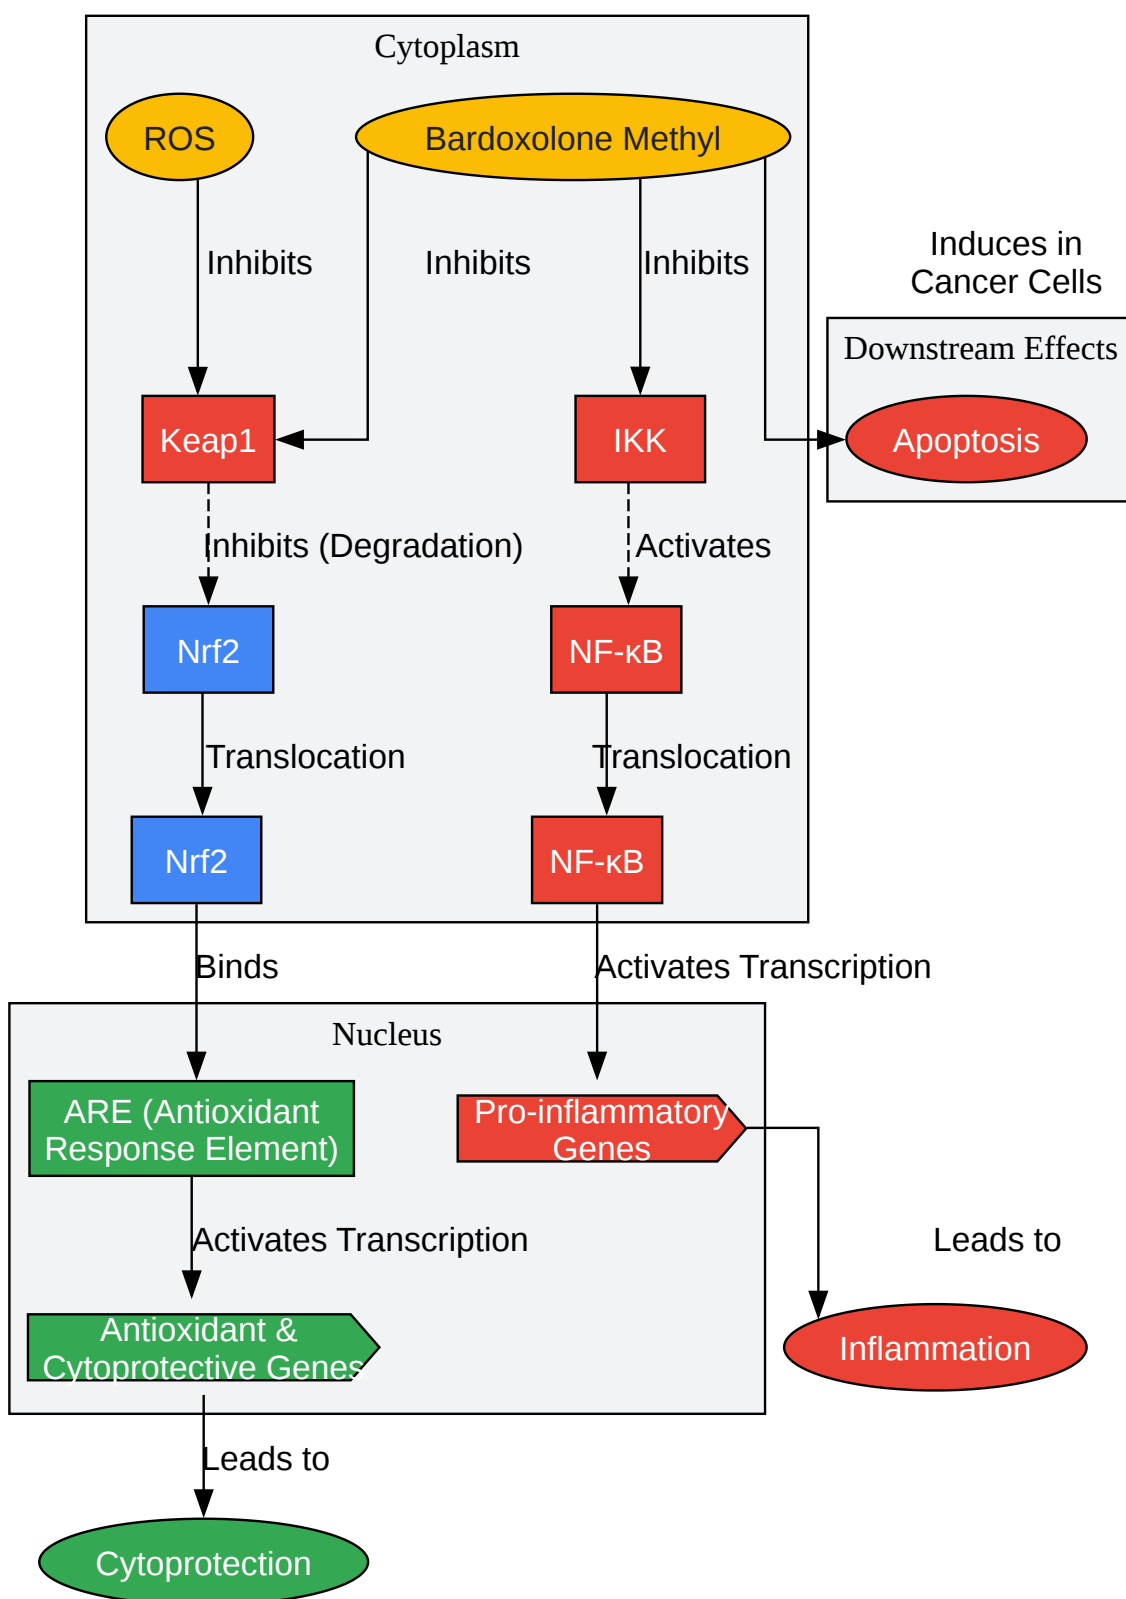 Cytoplasm
ROS
Bardoxolone Methyl
Inhibits
Inhibits
Inhibits
Induces in
Cancer Cells
Downstream Effects
Keap1
IKK
Apoptosis
Inhibits (Degradation)
Activates
Nrf2
NF-κB
Translocation
Translocation
Nrf2
NF-κB
Binds
Activates Transcription
Nucleus
ARE (Antioxidant
Response Element)
Pro-inflammatory
Genes
Activates Transcription
Leads to
Antioxidant &
Cytoprotective Genes
Inflammation
Leads to
Cytoprotection